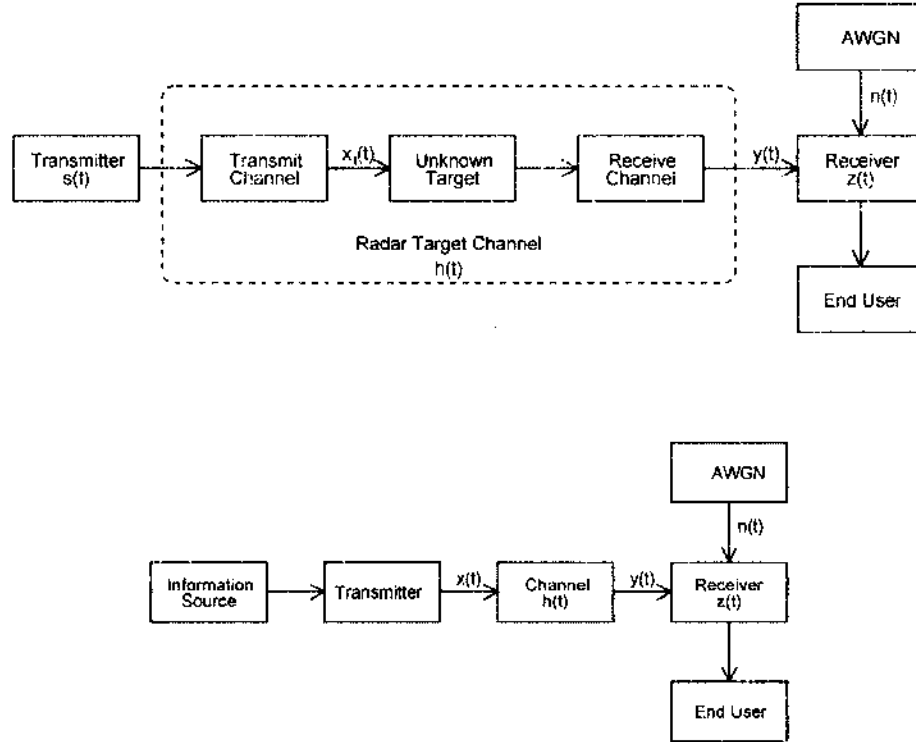 AWGN
n(t)
Transmitter
s(t)
Transmit
Channel
x₁(t)
Unknown
Target
Receive
Channel
y(t)
Receiver
z(t)
Radar Target Channel
h(t)
End User
AWGN
n(t)
Information
Source
Transmitter
x(t)
Channel
h(t)
y(t)
Receiver
z(t)
End User